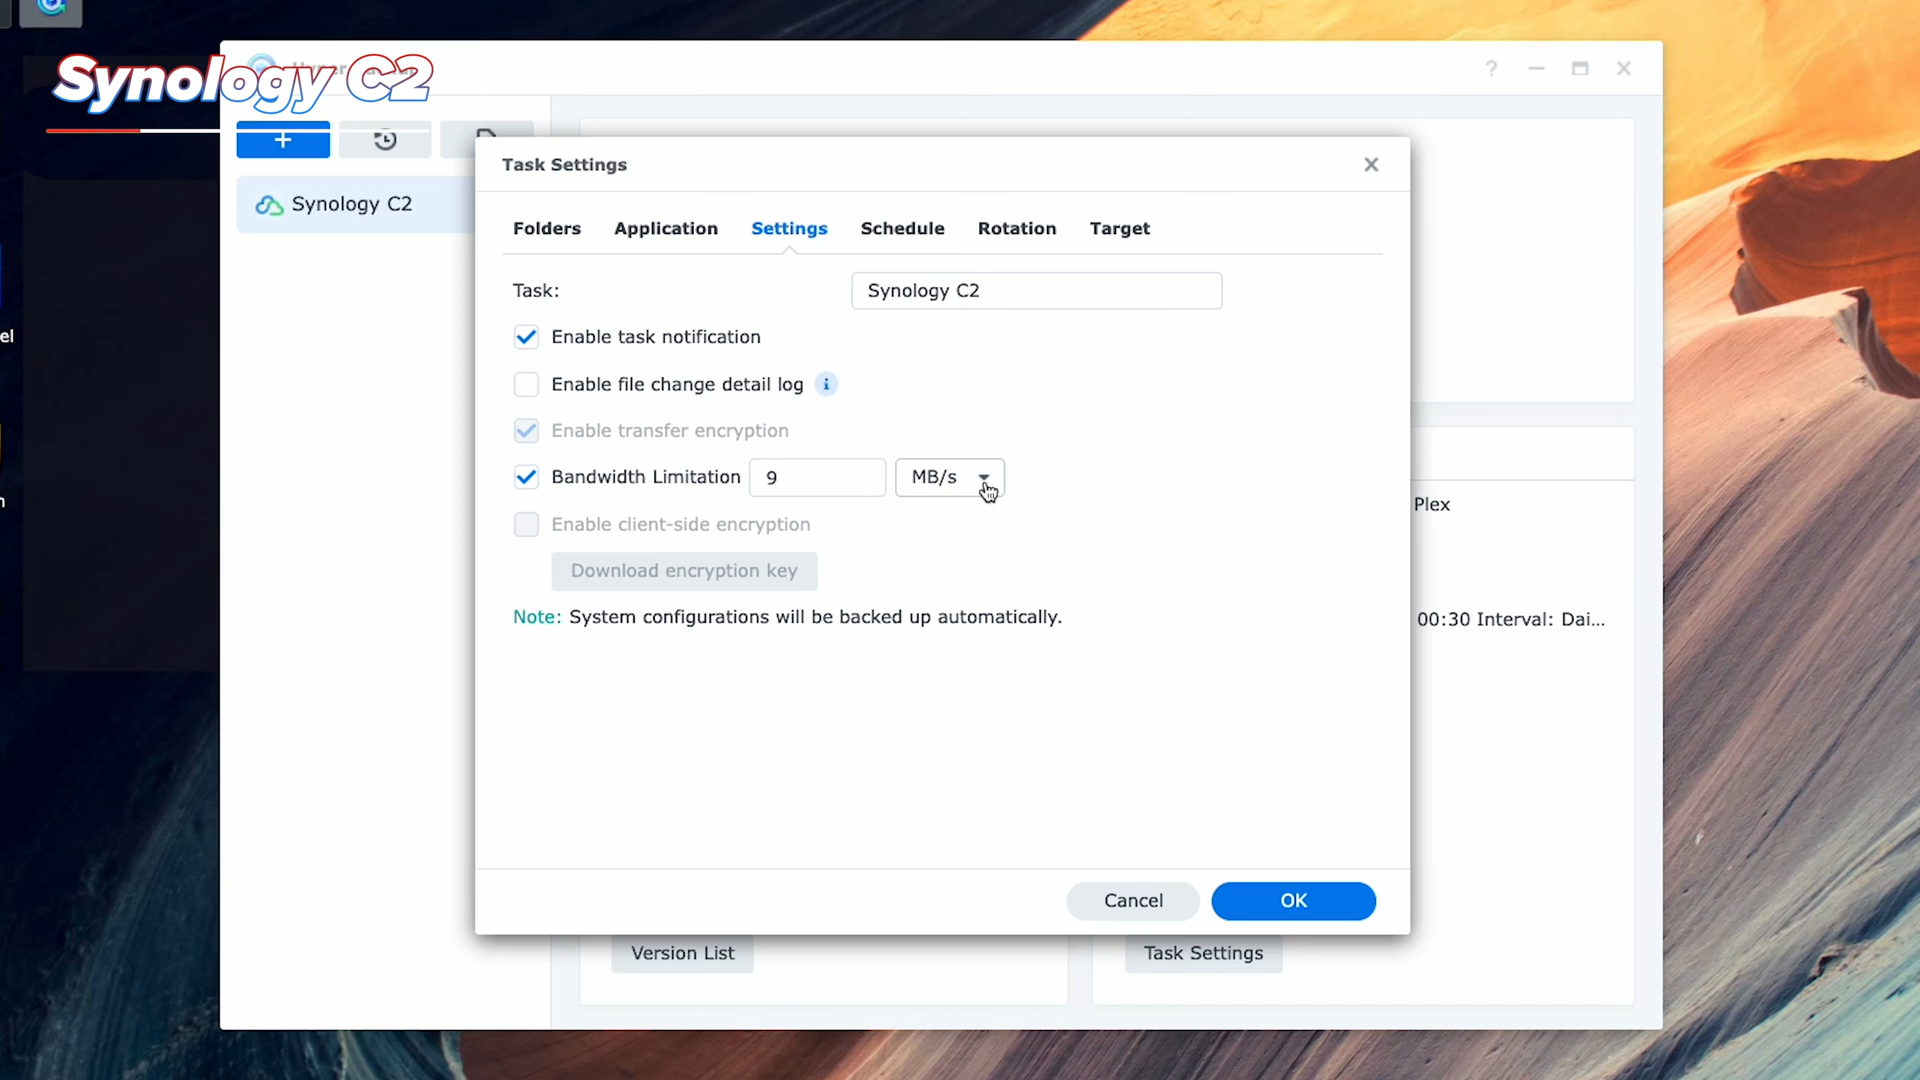 Synology C2
Task Settings
Synology C2
Folders
Application
Settings
Schedule
Rotation
Target
Task:
Synology C2
Enable task notification
Enable file change detail log
Enable transfer encryption
Bandwidth Limitation
9
MB/s
Plex
Enable client-side encryption
Download encryption key
Note: System configurations will be backed up automatically.
00:30 Interval: Dai...
Cancel
OK
Version List
Task Settings